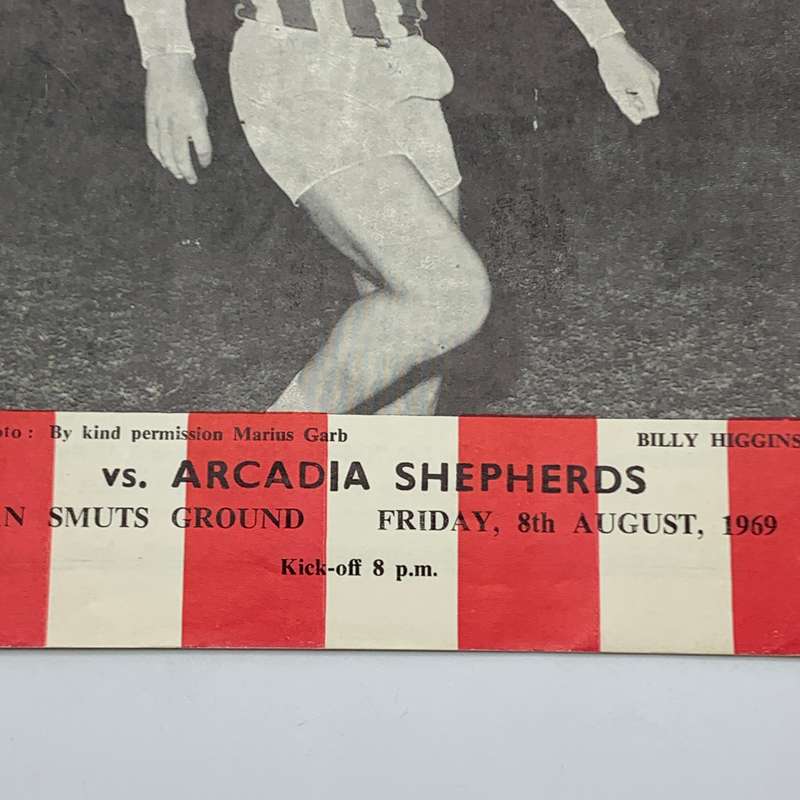 oto: By kind permission Marius Garb
BILLY HIGGINS
vs. ARCADIA SHEPHERDS
N SMUTS GROUND FRIDAY, 8th AUGUST, 1969
Kick-off 8 p.m.